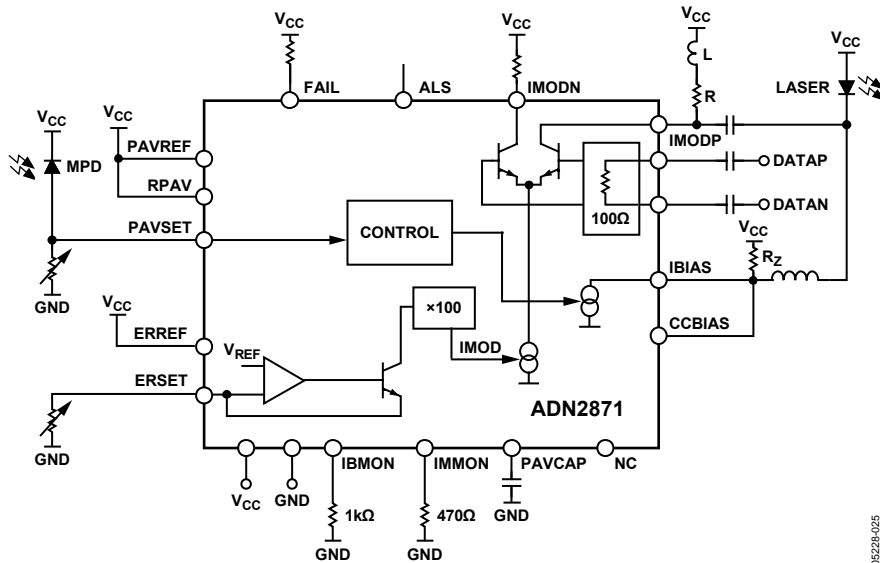 VCC
VCC
VCC
VCC
L
R
LASER
FAIL
ALS
IMODN
IMODP
VCC
VCC
MPD
PAVREF
RPAV
PAVSET
GND
100Ω
DATAP
DATAN
CONTROL
VCC
RZ
IBIAS
CCBIAS
VCC
ERREF
ERSET
GND
VREF
×100
IMOD
ADN2871
VCC
GND
IBMON
IMMON
PAVCAP
NC
1kΩ
GND
470Ω
GND
GND
05228-025